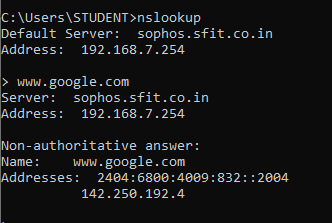 C:\Users\STUDENT>nslookup
Default Server:  sophos.sfit.co.in
Address:  192.168.7.254
> www.google.com
Server:  sophos.sfit.co.in
Address:  192.168.7.254
Non-authoritative answer:
Name:    www.google.com
Addresses:  2404:6800:4009:832::2004
142.250.192.4